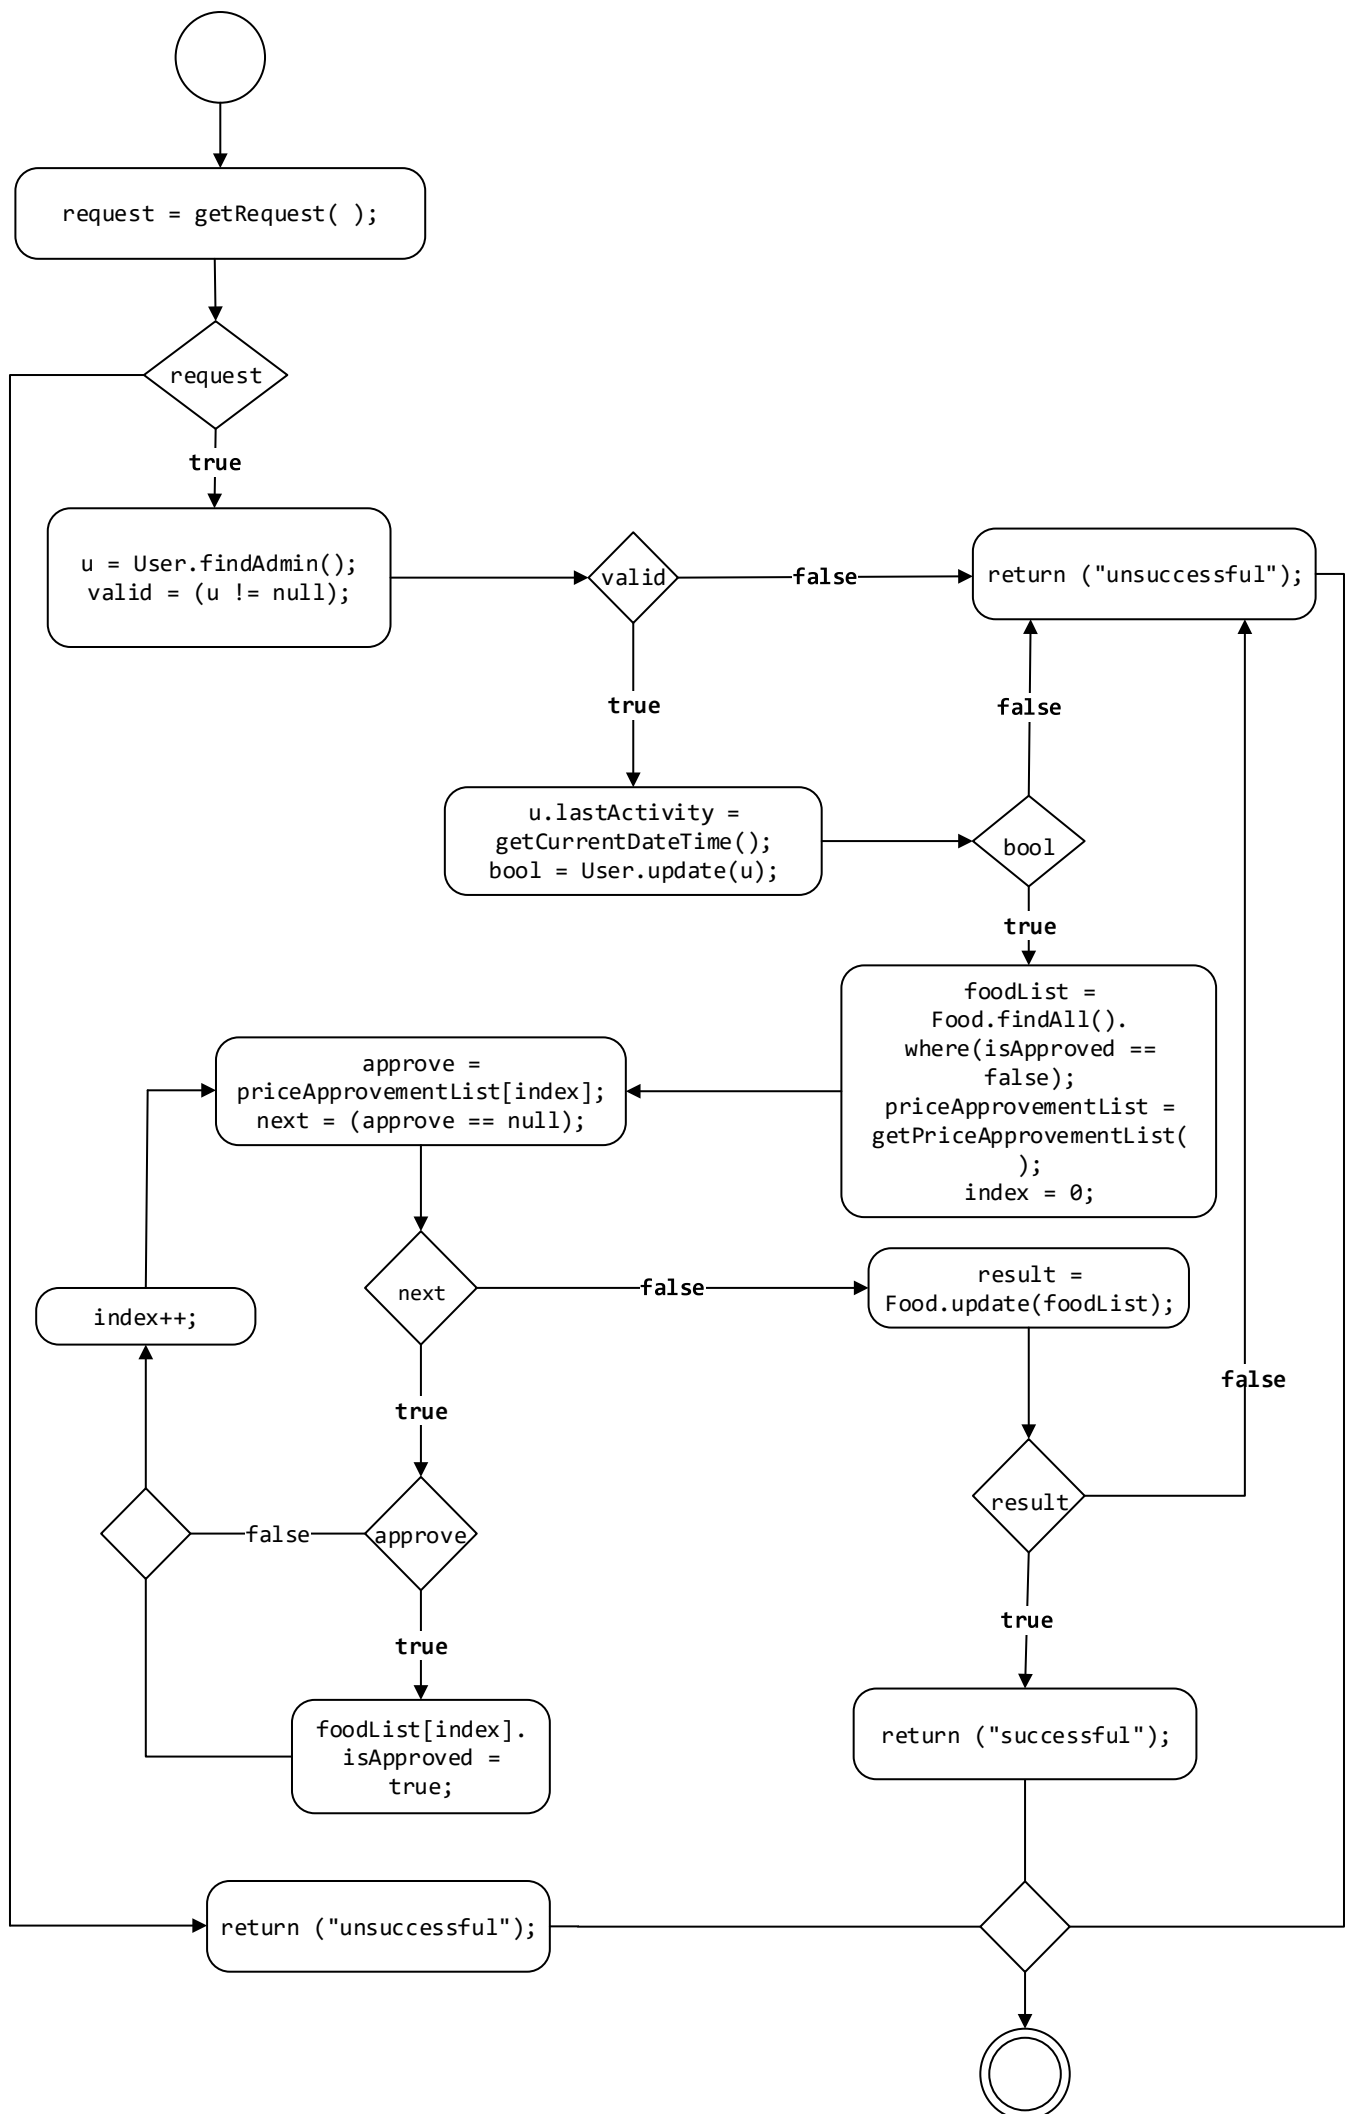 request = getRequest( );
request
true
u = User.findAdmin();
valid = (u != null);
valid
false
return ("unsuccessful");
true
false
u.lastActivity =
getCurrentDateTime();
bool = User.update(u);
bool
true
foodList =
Food.findAll().
where(isApproved ==
false);
priceApprovementList =
getPriceApprovementList(
);
index = 0;
approve =
priceApprovementList[index];
next = (approve == null);
next
false
result =
Food.update(foodList);
index++;
false
true
result
approve
false
true
true
foodList[index].
isApproved =
true;
return ("successful");
return ("unsuccessful");